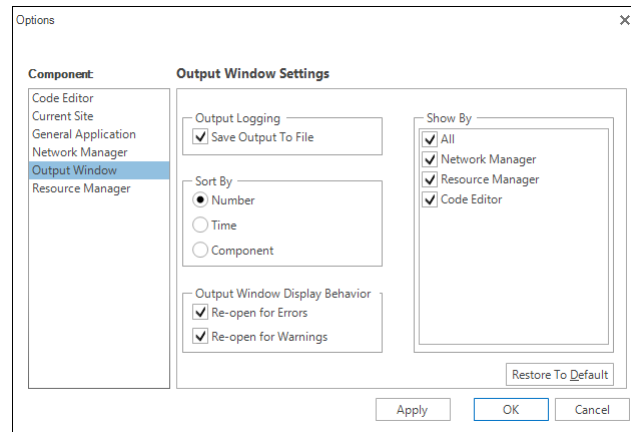 Options
Component:
Code Editor
Current Site
General Application
Network Manager
Output Window
Resource Manager
Output Window Settings
Output Logging
Save Output To File
Sort By
Number
Time
Component
Output Window Display Behavior
Re-open for Errors
Re-open for Warnings
Show By
All
Network Manager
Resource Manager
Code Editor
Restore To Default
Apply
OK
Cancel